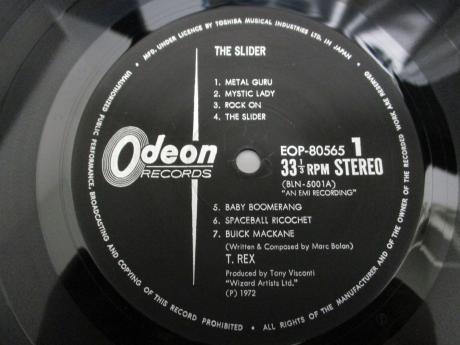 • MFD. UNDER LICENCE BY TOSHIBA MUSICAL INDUSTRIES LTD. IN JAPAN •
THE SLIDER
1. METAL GURU
2. MYSTIC LADY
3. ROCK ON
4. THE SLIDER
Odeon
RECORDS
EOP-80565 1
33 1/3 RPM STEREO
(BLN-5001A)
"AN EMI RECORDING"
5. BABY BOOMERANG
6. SPACEBALL RICOCHET
7. BUICK MACKANE
(Written & Composed by Marc Bolan)
T. REX
Produced by Tony Visconti
"Wizard Artists Ltd."
(P) 1972
UNAUTHORIZED PUBLIC PERFORMANCE, BROADCASTING AND COPYING OF THIS RECORD PROHIBITED • ALL RIGHTS OF THE MANUFACTURER AND OF THE OWNER OF THE RECORDED WORK ARE RESERVED